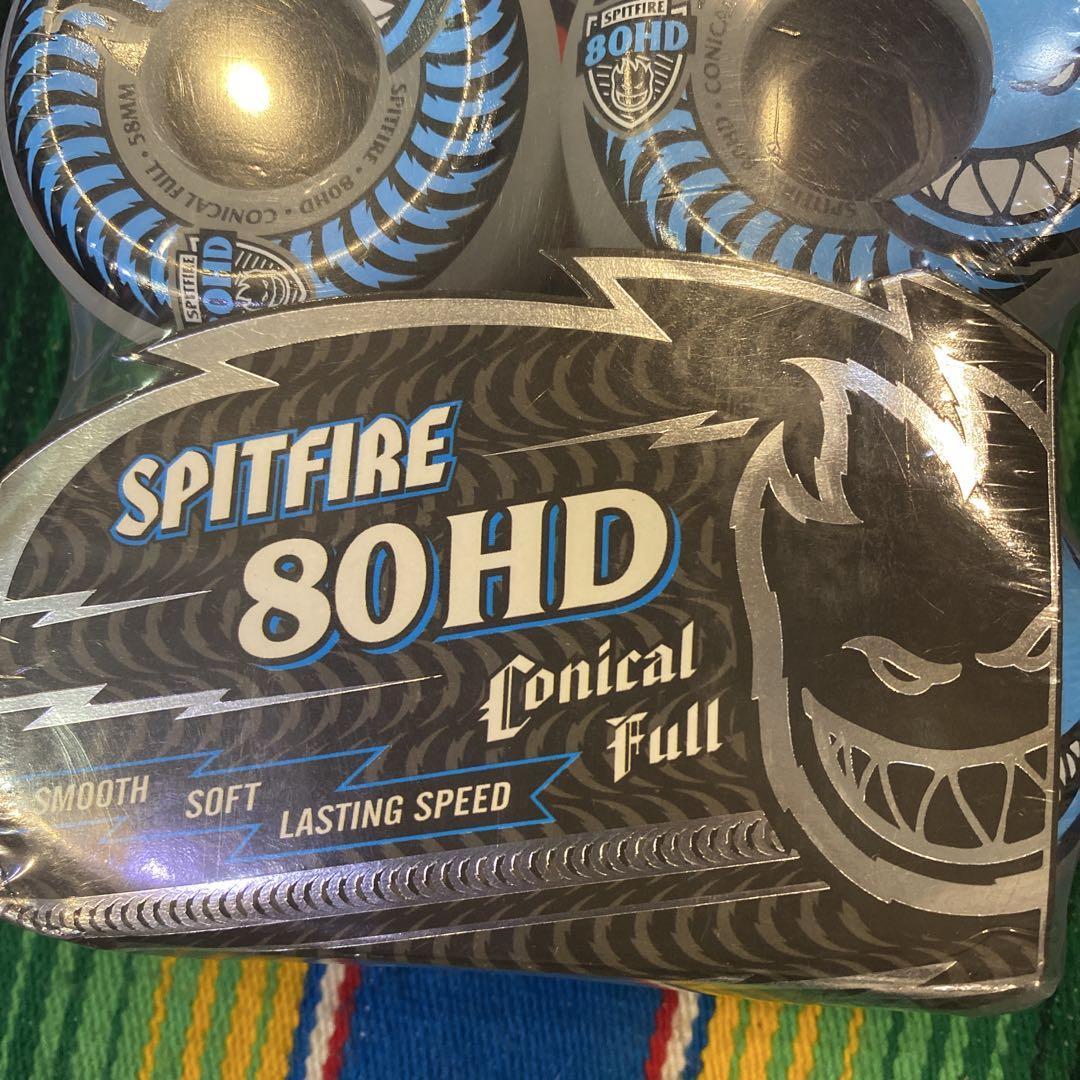 SPITFIRE • 80HD • CONICAL FULL • 58MM
SPITFIRE
80HD
SPITFIRE
80HD
CONICAL
SPITFIRE
SPITFIRE
80HD
Conical
Full
SMOOTH SOFT LASTING SPEED